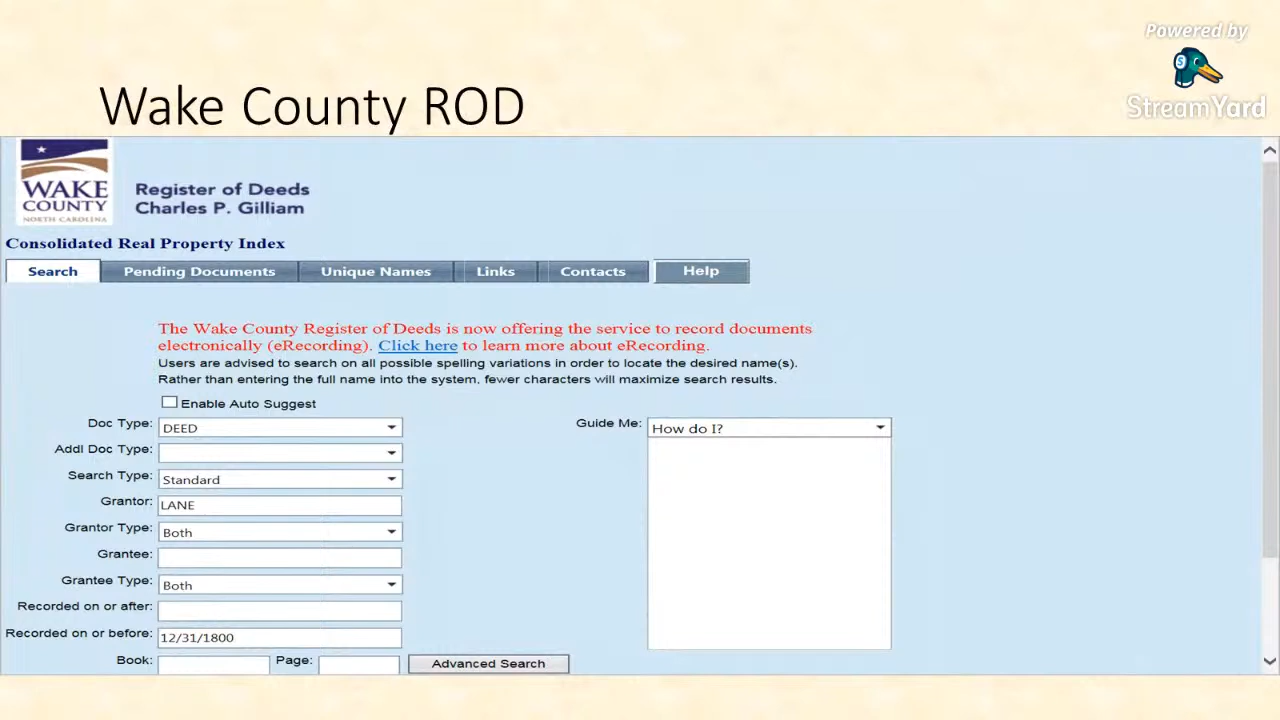 Powered by
StreamYard
Wake County ROD
WAKE
COUNTY
NORTH CAROLINA
Register of Deeds
Charles P. Gilliam
Consolidated Real Property Index
Search Pending Documents Unique Names Links Contacts Help
The Wake County Register of Deeds is now offering the service to record documents
electronically (eRecording). Click here to learn more about eRecording.
Users are advised to search on all possible spelling variations in order to locate the desired name(s).
Rather than entering the full name into the system, fewer characters will maximize search results.
Enable Auto Suggest
Doc Type: DEED Guide Me: How do I?
Addl Doc Type:
Search Type: Standard
Grantor: LANE
Grantor Type: Both
Grantee:
Grantee Type: Both
Recorded on or after:
Recorded on or before: 12/31/1800
Book: Page: Advanced Search